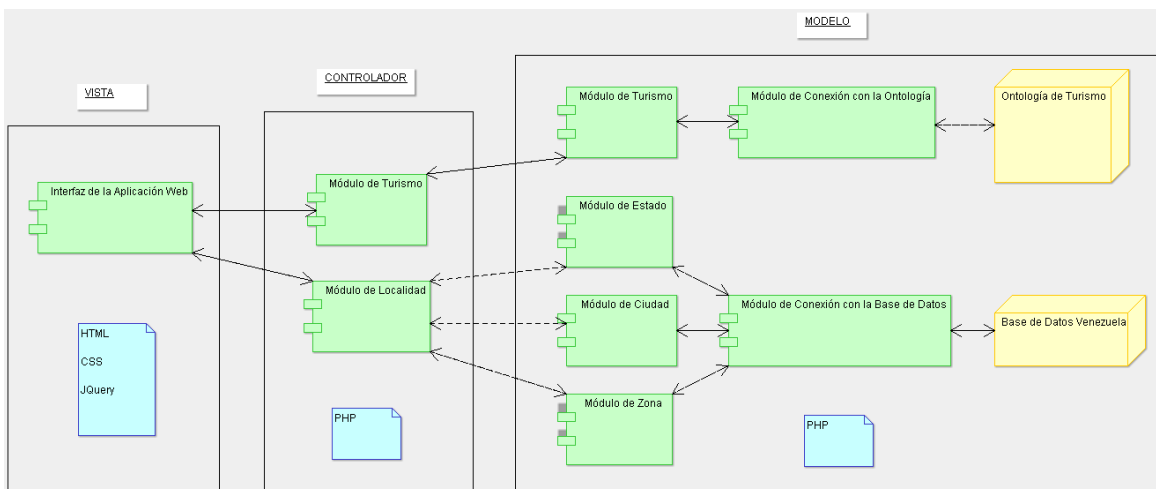 VISTA
Interfaz de la Aplicación Web
HTML
CSS
JQuery
CONTROLADOR
Módulo de Turismo
Módulo de Localidad
PHP
MODELO
Módulo de Turismo
Módulo de Conexión con la Ontología
Ontología de Turismo
Módulo de Estado
Módulo de Ciudad
Módulo de Conexión con la Base de Datos
Base de Datos Venezuela
Módulo de Zona
PHP